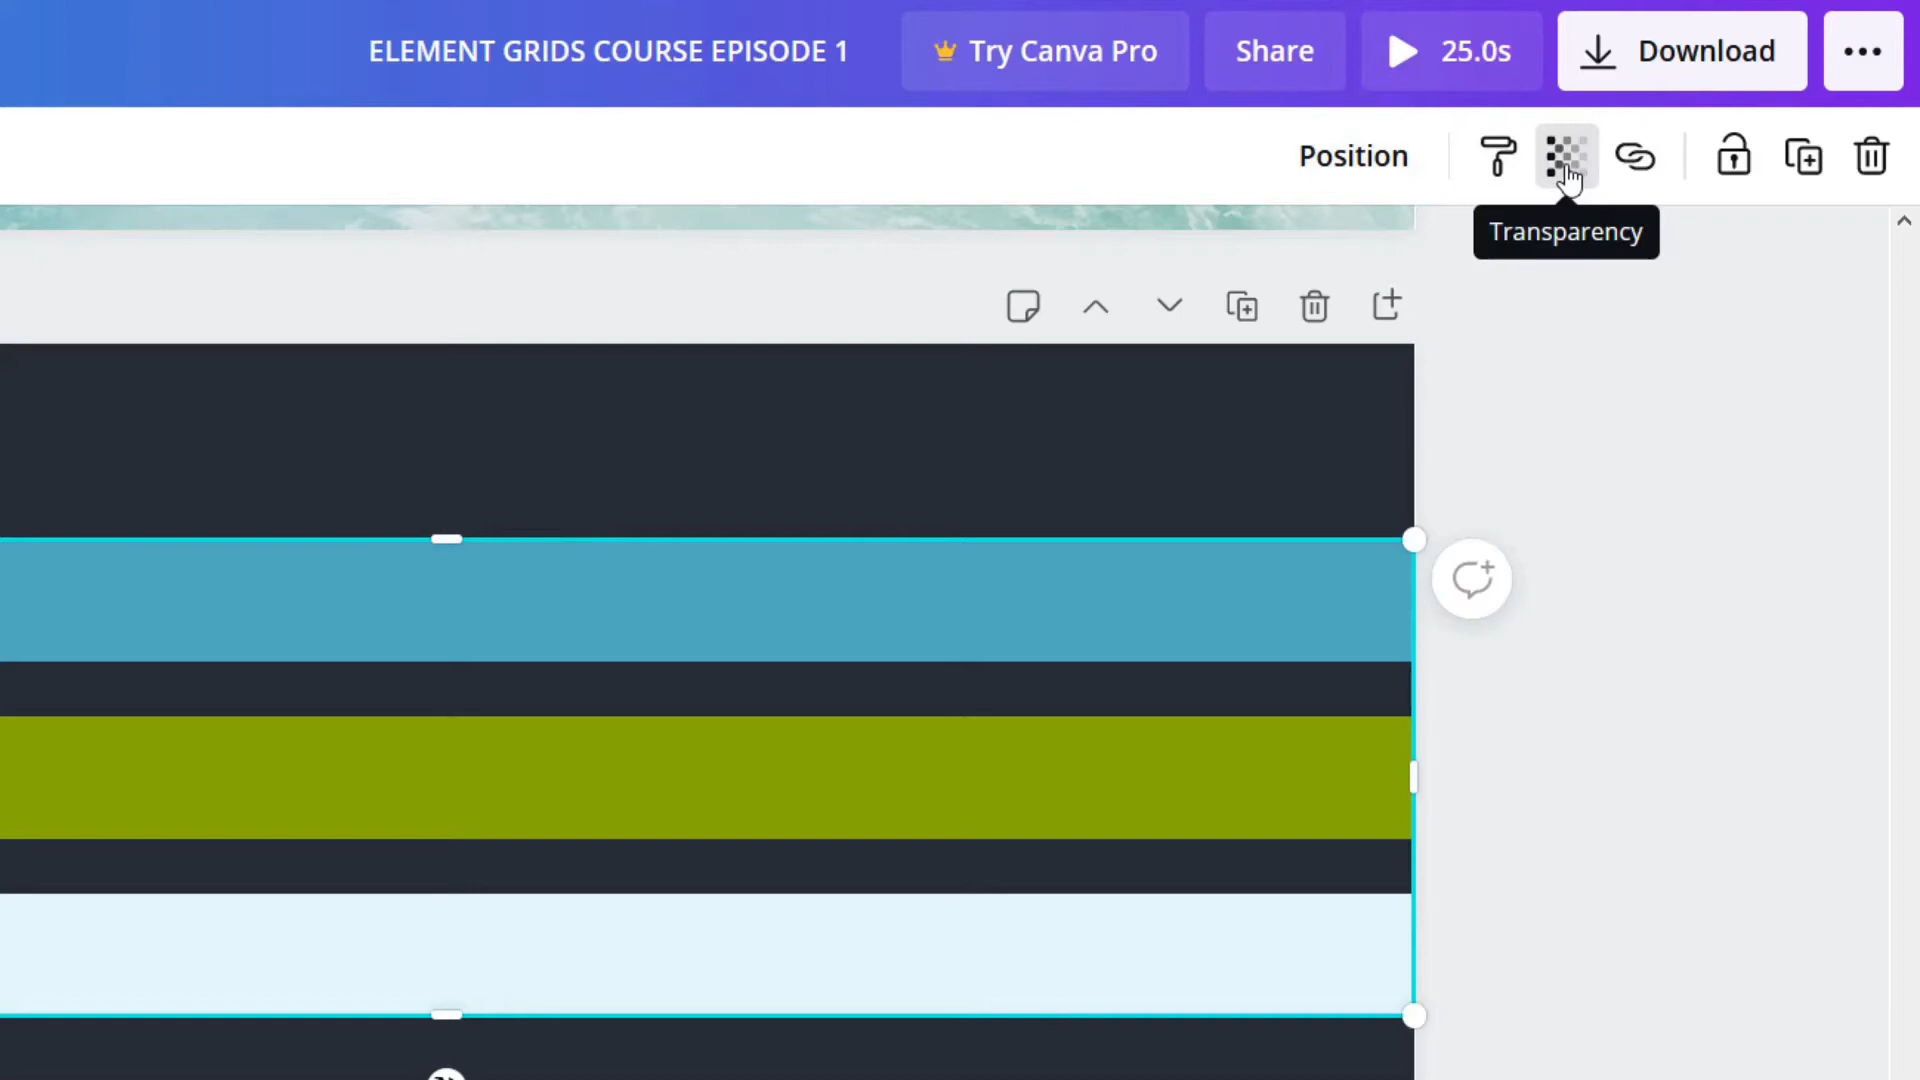 ELEMENT GRIDS COURSE EPISODE 1
Try Canva Pro
Share
25.0s
Download
Position
Transparency